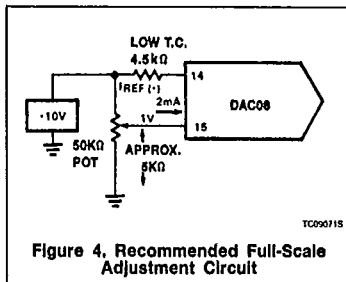 LOW T.C.
4.5kΩ
14
IREF (+)
2mA
DAC08
+10V
1V
15
50KΩ
POT
APPROX.
5KΩ
TC09071S
Figure 4. Recommended Full-Scale
Adjustment Circuit